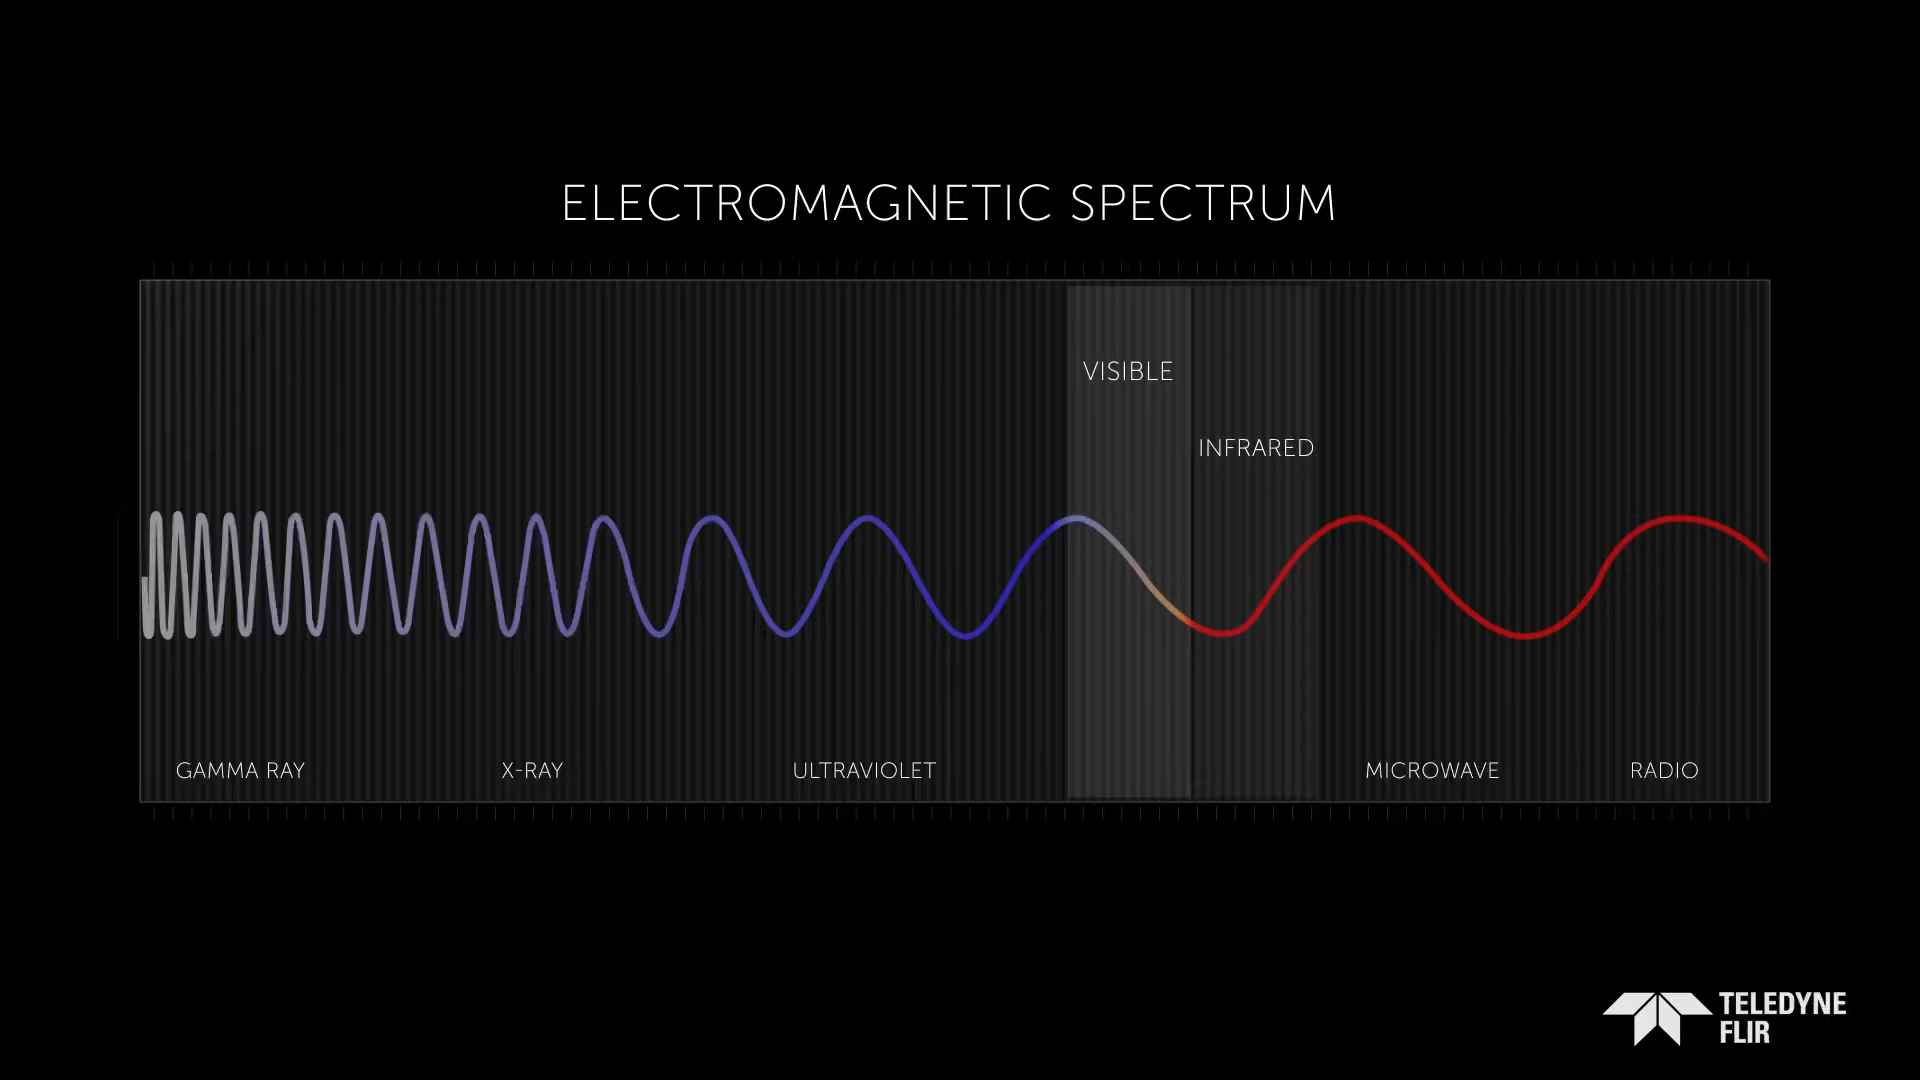 ELECTROMAGNETIC SPECTRUM
VISIBLE
INFRARED
GAMMA RAY
X-RAY
ULTRAVIOLET
MICROWAVE
RADIO
TELEDYNE
FLIR